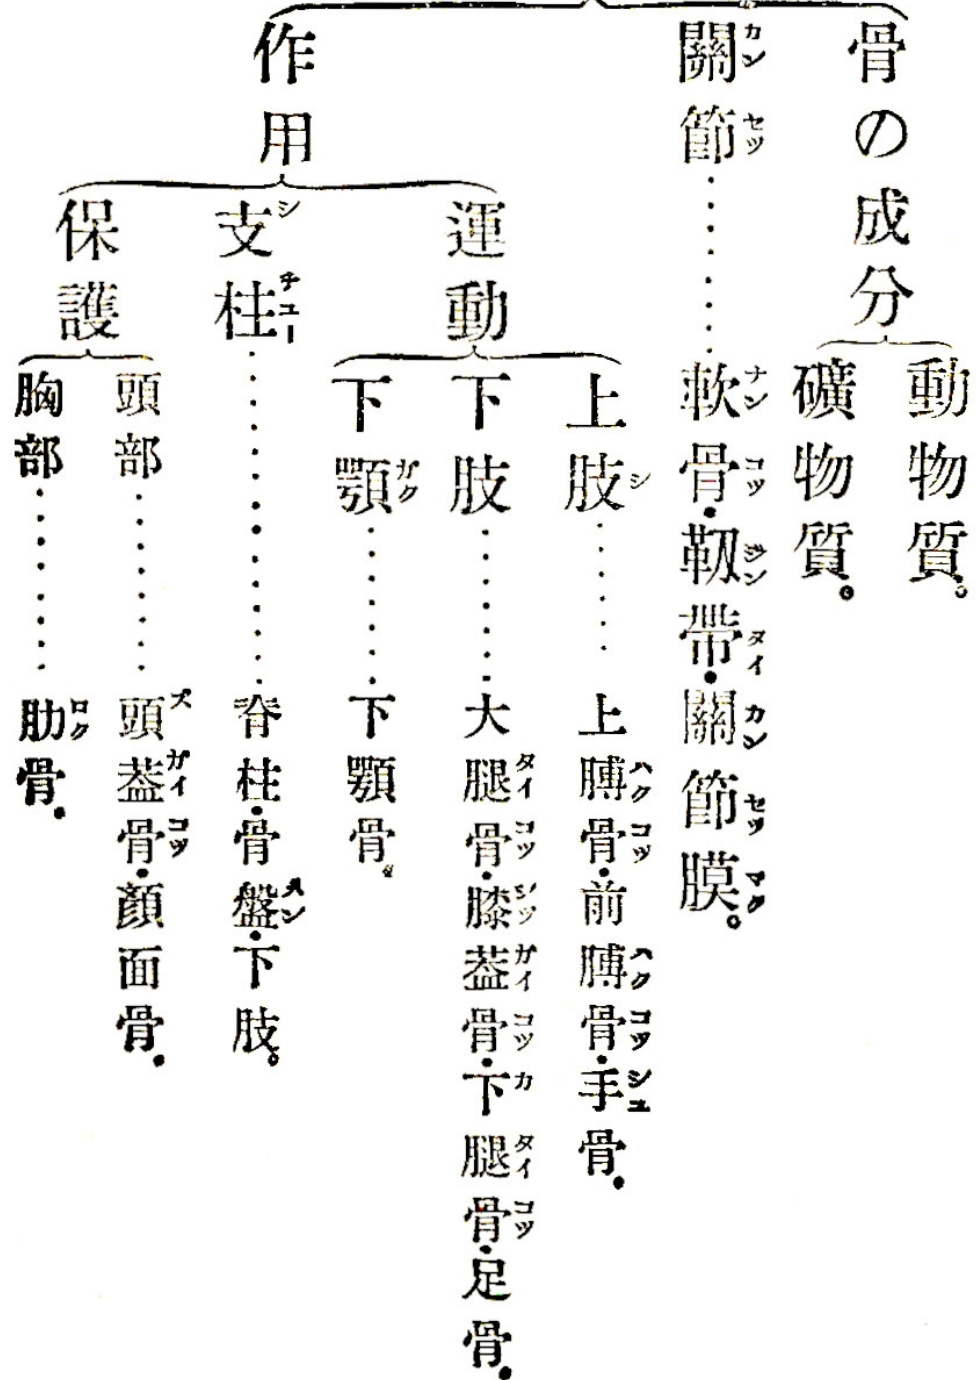 骨の成分
動物質。
礦物質。
關節……軟骨・靱帶・關節膜。
作用
運動
上肢……上膊骨・前膊骨・手骨。
下肢……大腿骨・膝蓋骨・下腿骨・足骨。
下顎……下顎骨。
支柱……脊柱・骨盤・下肢。
保護
頭部……頭蓋骨・顏面骨。
胸部……肋骨。